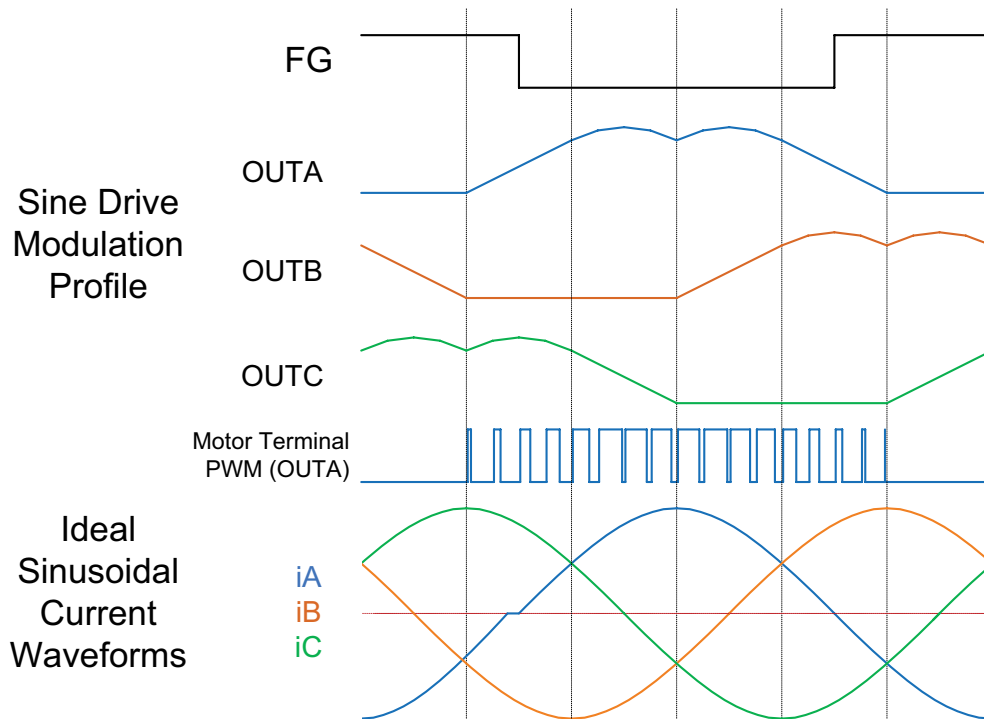 FG
Sine Drive
Modulation
Profile
OUTA
OUTB
OUTC
Motor Terminal
PWM (OUTA)
Ideal
Sinusoidal
Current
Waveforms
iA
iB
iC